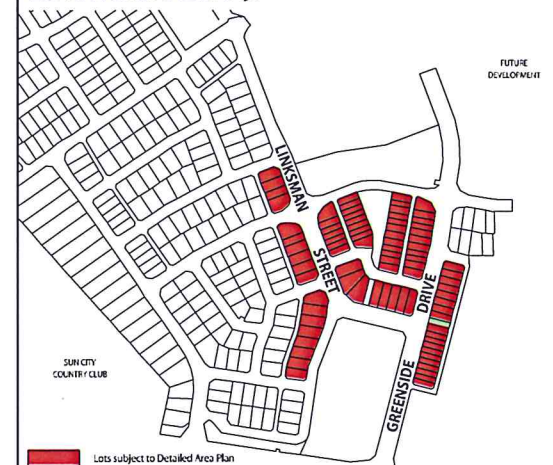 FUTURE
DEVELOPMENT
LINKSMAN
STREET
DRIVE
GREENSIDE
SUN CITY
COUNTRY CLUB
Lots subject to Detailed Area Plan